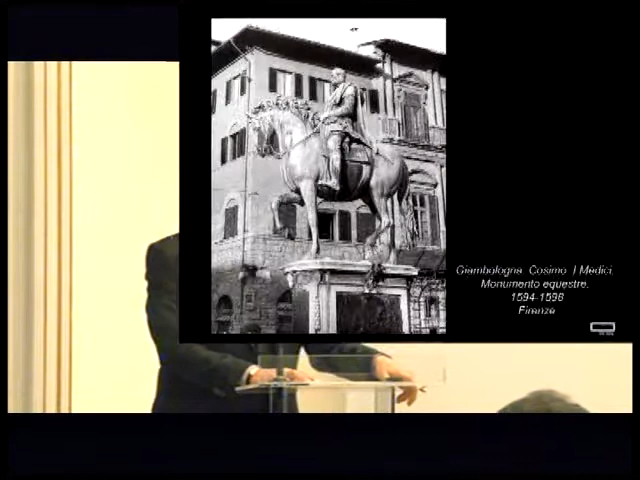 Giambologna Cosimo I Medici.
Monumento equestre.
1594-1598
Firenze